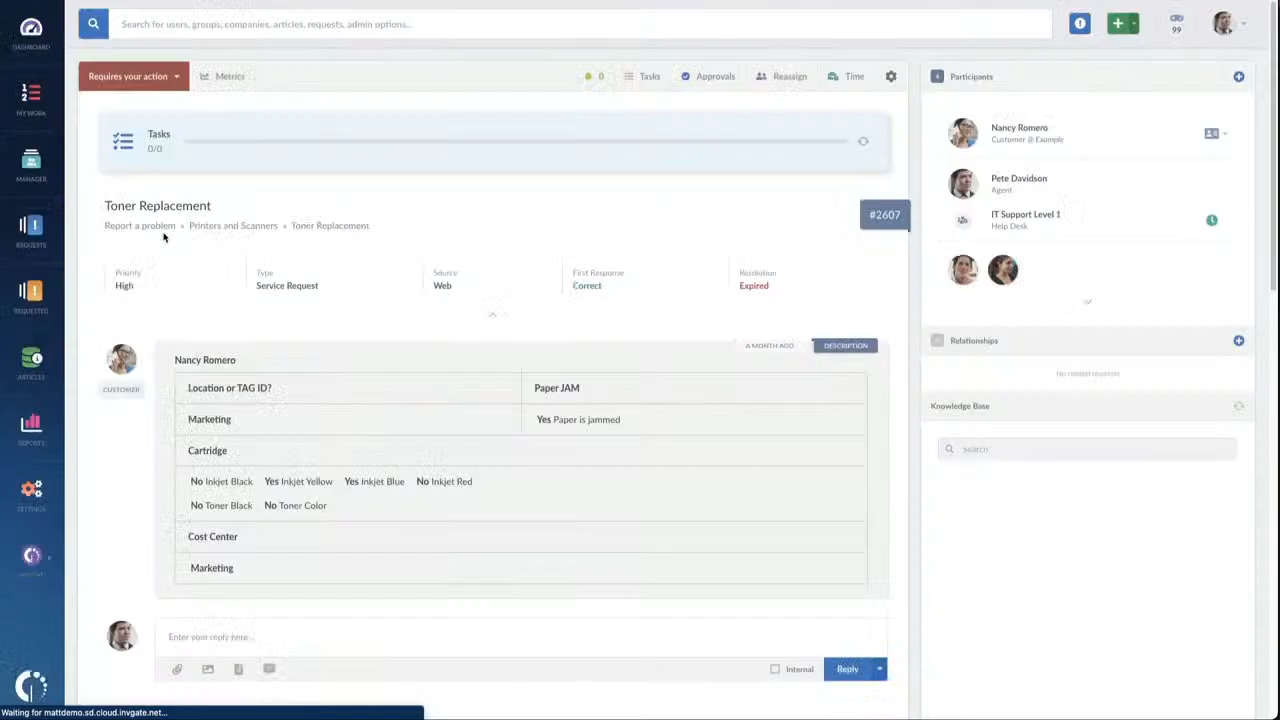 Search for users, groups, companies, articles, requests, admin options...
99
DASHBOARD
MY WORK
MANAGER
REQUESTS
REQUESTED
ARTICLES
REPORTS
SETTINGS
Requires your action
Metrics
0
Tasks
Approvals
Reassign
Time
Tasks
0/0
Toner Replacement
Report a problem » Printers and Scanners » Toner Replacement
#2607
Priority
High
Type
Service Request
Source
Web
First Response
Correct
Resolution
Expired
A MONTH AGO
DESCRIPTION
CUSTOMER
Nancy Romero
Location or TAG ID?
Paper JAM
Marketing
Yes Paper is jammed
Cartridge
No Inkjet Black Yes Inkjet Yellow Yes Inkjet Blue No Inkjet Red
No Toner Black No Toner Color
Cost Center
Marketing
Enter your reply here...
Internal
Reply
Participants
Nancy Romero
Customer @ Example
Pete Davidson
Agent
IT Support Level 1
Help Desk
Relationships
No related requests
Knowledge Base
Search
Waiting for mattdemo.sd.cloud.invgate.net...